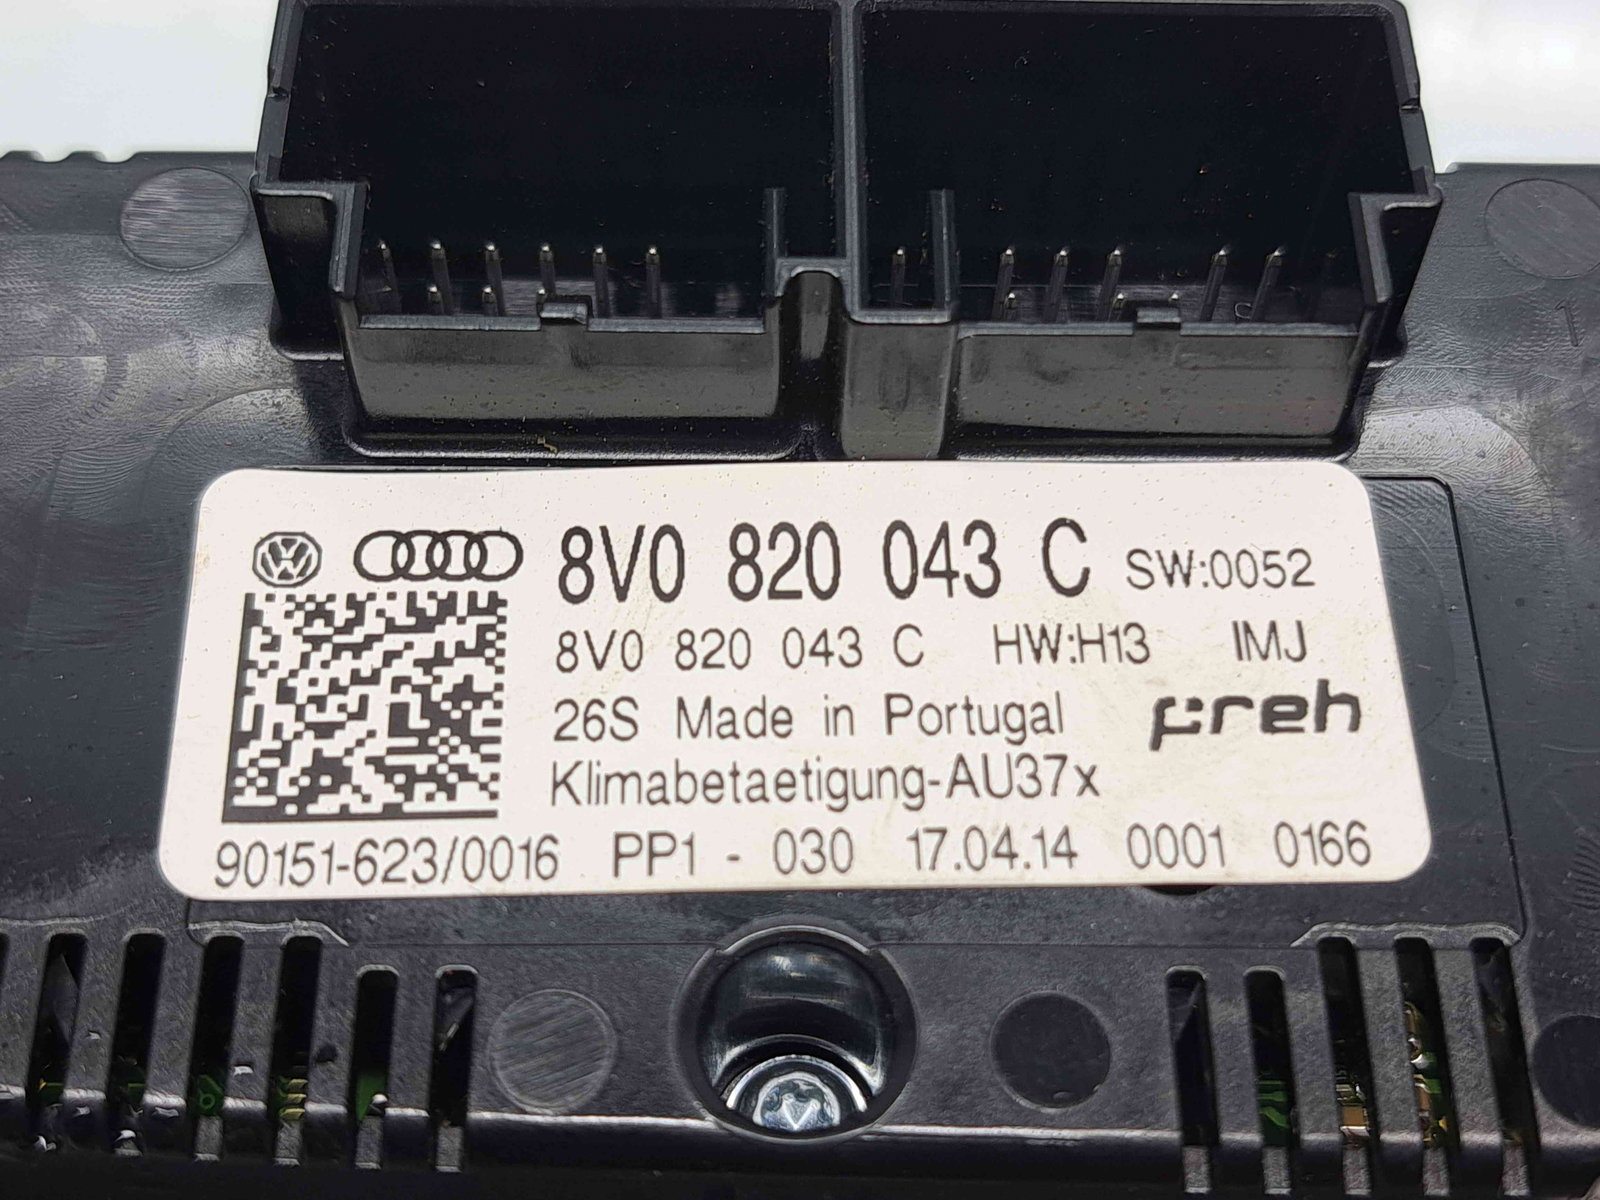 8V0 820 043 C SW:0052
8V0 820 043 C HW:H13 IMJ
26S Made in Portugal preh
Klimabetaetigung-AU37x
90151-623/0016 PP1 - 030 17.04.14 0001 0166
1